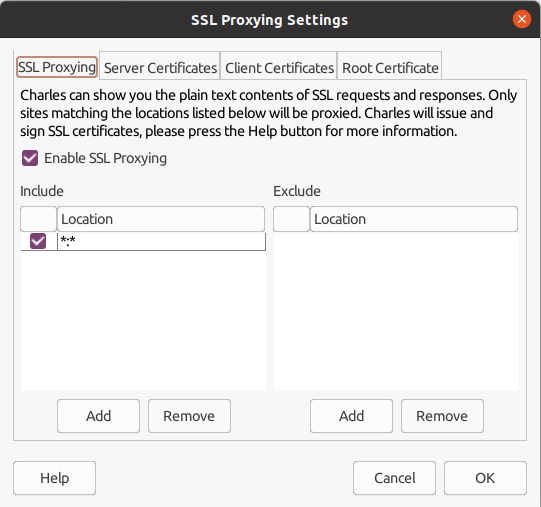 SSL Proxying Settings
SSL Proxying Server Certificates Client Certificates Root Certificate
Charles can show you the plain text contents of SSL requests and responses. Only
sites matching the locations listed below will be proxied. Charles will issue and
sign SSL certificates, please press the Help button for more information.
Enable SSL Proxying
Include Exclude
Location Location
*:*
Add Remove Add Remove
Help Cancel OK